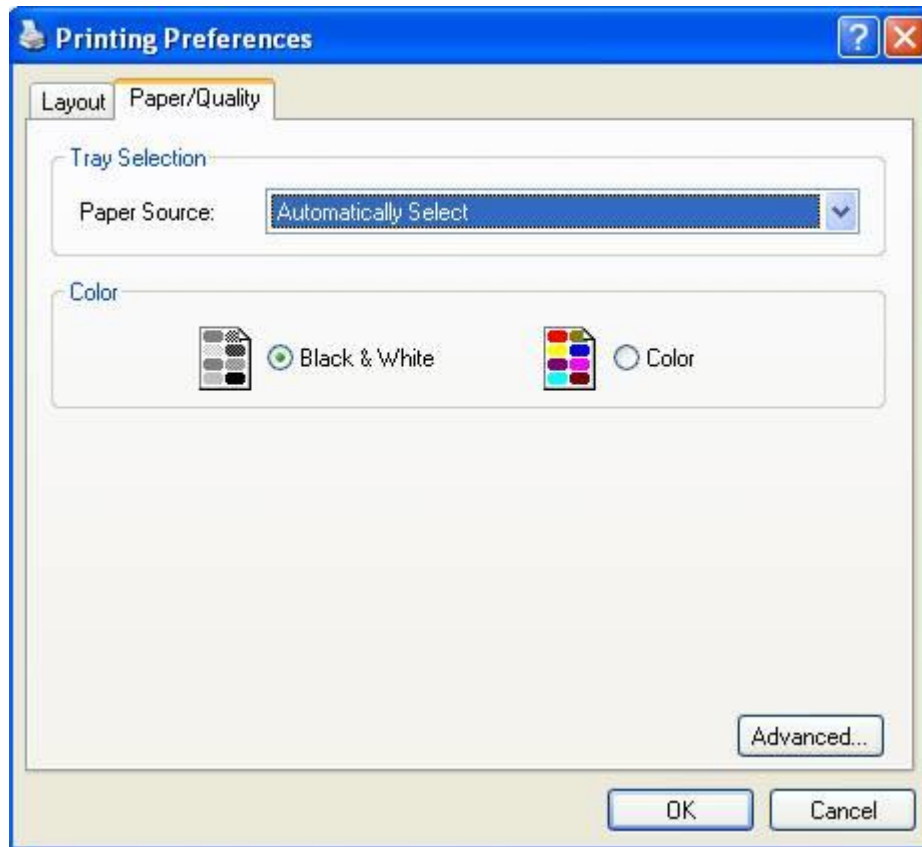 Printing Preferences
Layout Paper/Quality
Tray Selection
Paper Source: Automatically Select
Color
Black & White Color
Advanced...
OK Cancel